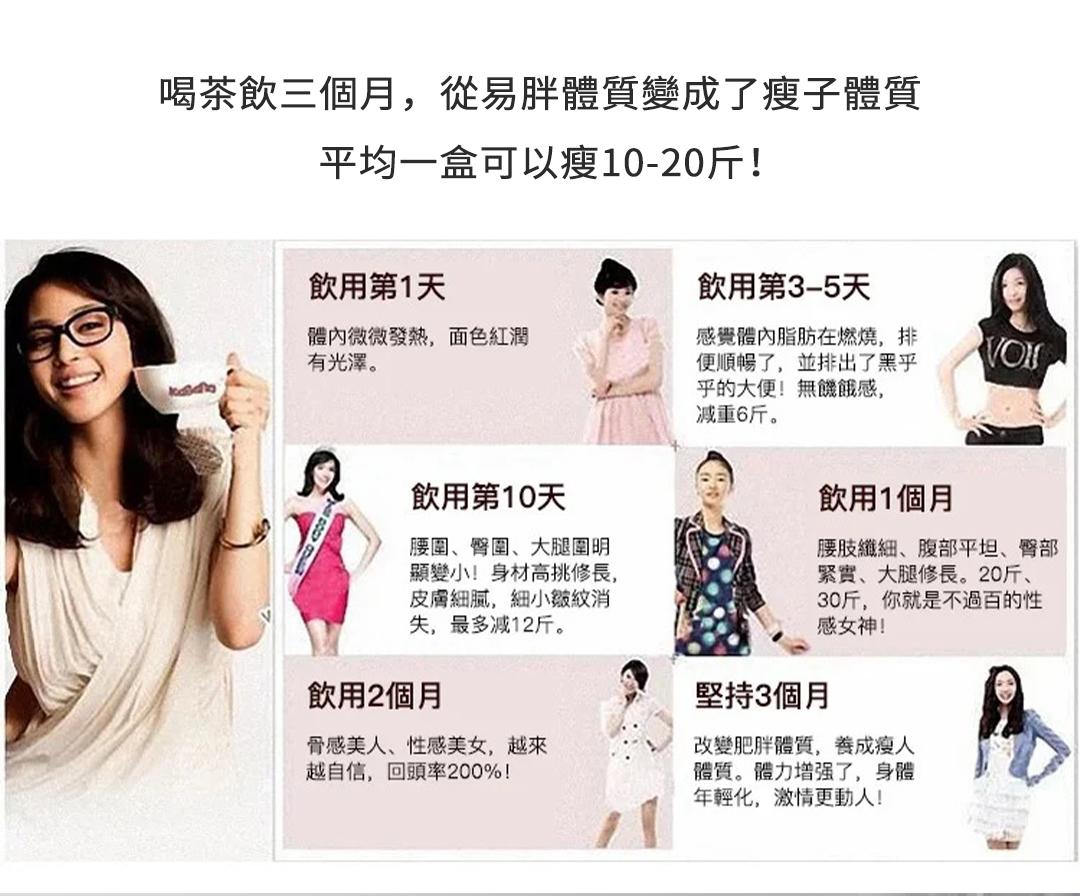 喝茶飲三個月，從易胖體質變成了瘦子體質
平均一盒可以瘦10-20斤！
飲用第1天
體內微微發熱，面色紅潤
有光澤。
飲用第3-5天
感覺體內脂肪在燃燒，排
便順暢了，並排出了黑乎
乎的大便！無饑餓感，
減重6斤。
VOII
飲用第10天
腰圍、臀圍、大腿圍明
顯變小！身材高挑修長，
皮膚細膩，細小皺紋消
失，最多減12斤。
飲用1個月
腰肢纖細、腹部平坦、臀部
緊實、大腿修長。20斤、
30斤，你就是不過百的性
感女神！
飲用2個月
骨感美人、性感美女，越來
越自信，回頭率200%！
堅持3個月
改變肥胖體質，養成瘦人
體質。體力增强了，身體
年輕化，激情更動人！